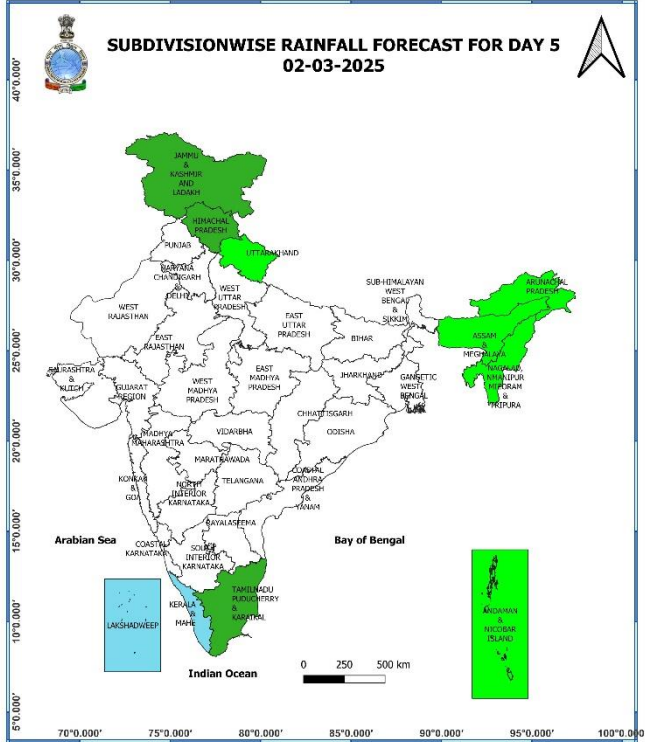 SUBDIVISIONWISE RAINFALL FORECAST FOR DAY 5
02-03-2025
40°0.000'
35°0.000'
30°0.000'
25°0.000'
20°0.000'
15°0.000'
10°0.000'
5°0.000'
JAMMU
&
KASHMIR
AND
LADAKH
HIMACHAL
PRADESH
PUNJAB
UTTARAKHAND
HARYANA
CHANDIGARH
&
DELHI
WEST
UTTAR
PRADESH
SUB-HIMALAYAN
WEST
BENGAL
&
SIKKIM
ARUNACHAL
PRADESH
WEST
RAJASTHAN
EAST
RAJASTHAN
EAST
UTTAR
PRADESH
BIHAR
ASSAM
&
MEGHALAYA
NAGALAND,
MANIPUR
MIZORAM
&
TRIPURA
SAURASHTRA
&
KUTCH
GUJARAT
REGION
WEST
MADHYA
PRADESH
EAST
MADHYA
PRADESH
JHARKHAND
GANGETIC
WEST
BENGAL
CHHATTISGARH
ODISHA
MADHYA
MAHARASHTRA
VIDARBHA
MARATHWADA
KONKAN
&
GOA
NORTH
INTERIOR
KARNATAKA
TELANGANA
COASTAL
ANDHRA
PRADESH
&
YANAM
RAYALASEEMA
COASTAL
KARNATAKA
SOUTH
INTERIOR
KARNATAKA
Arabian Sea
Bay of Bengal
LAKSHADWEEP
KERALA
&
MAHE
TAMILNADU
PUDUCHERRY
&
KARAIKAL
ANDAMAN
&
NICOBAR
ISLAND
Indian Ocean
0 250 500 km
70°0.000' 75°0.000' 80°0.000' 85°0.000' 90°0.000' 95°0.000' 100°0.000'